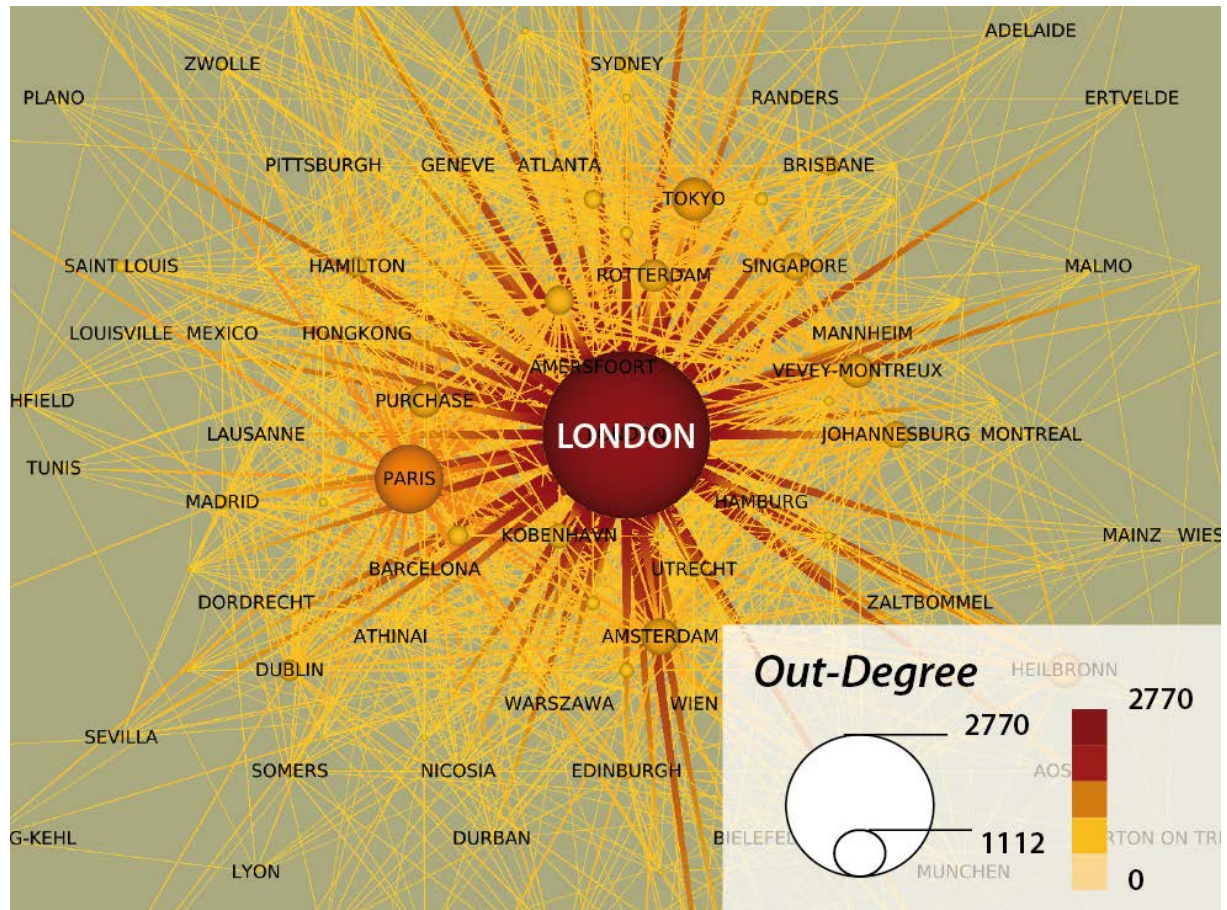 ADELAIDE
ZWOLLE SYDNEY
PLANO RANDERS ERTVELDE
PITTSBURGH GENEVE ATLANTA BRISBANE
TOKYO
SAINT LOUIS HAMILTON ROTTERDAM SINGAPORE MALMO
LOUISVILLE MEXICO HONGKONG MANNHEIM
AMERSFOORT VEVEY-MONTREUX
HFIELD PURCHASE
LAUSANNE LONDON JOHANNESBURG MONTREAL
TUNIS PARIS
MADRID HAMBURG
KOBENHAVN MAINZ WIES
BARCELONA UTRECHT
DORDRECHT ZALTBOMMEL
ATHINAI AMSTERDAM
DUBLIN HEILBRONN
WARSZAWA WIEN
SEVILLA
SOMERS NICOSIA EDINBURGH AOS
G-KEHL DURBAN BIELEFEL RTON ON TRE
LYON MUNCHEN
Out-Degree
2770
1112
2770
0